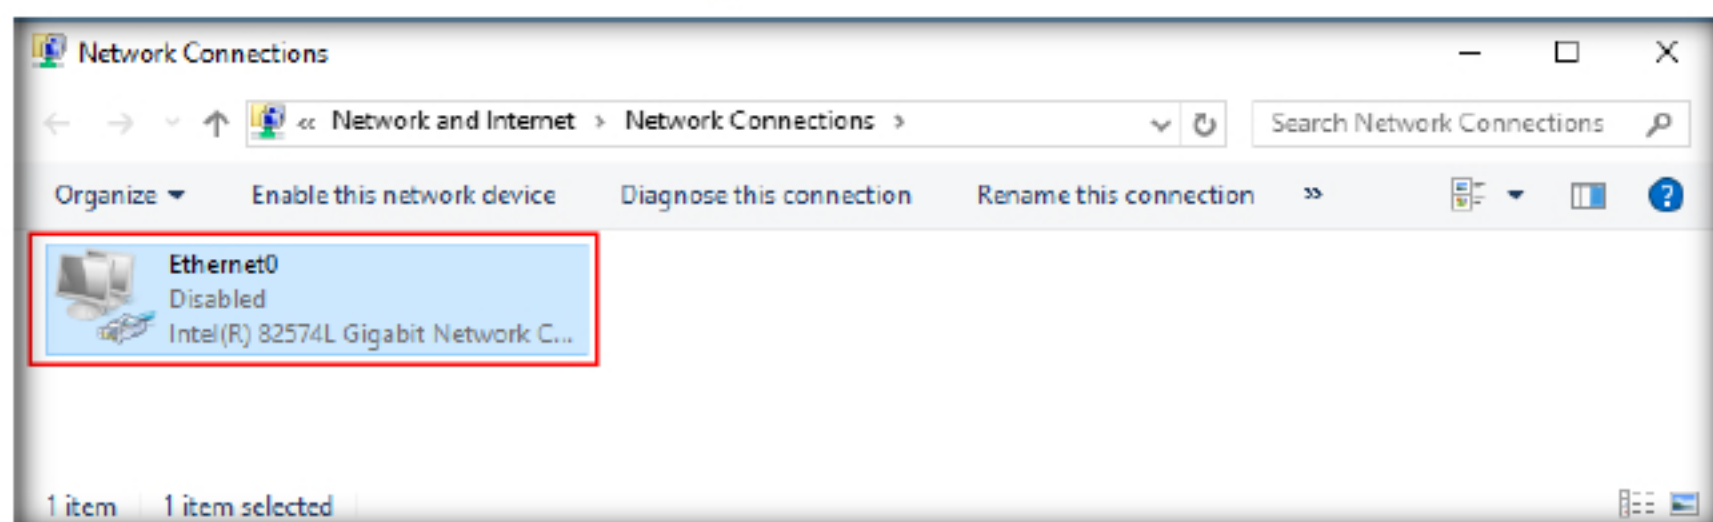 Network Connections
« Network and Internet > Network Connections >
Search Network Connections
Organize
Enable this network device
Diagnose this connection
Rename this connection
»
Ethernet0
Disabled
Intel(R) 82574L Gigabit Network C...
1 item
1 item selected